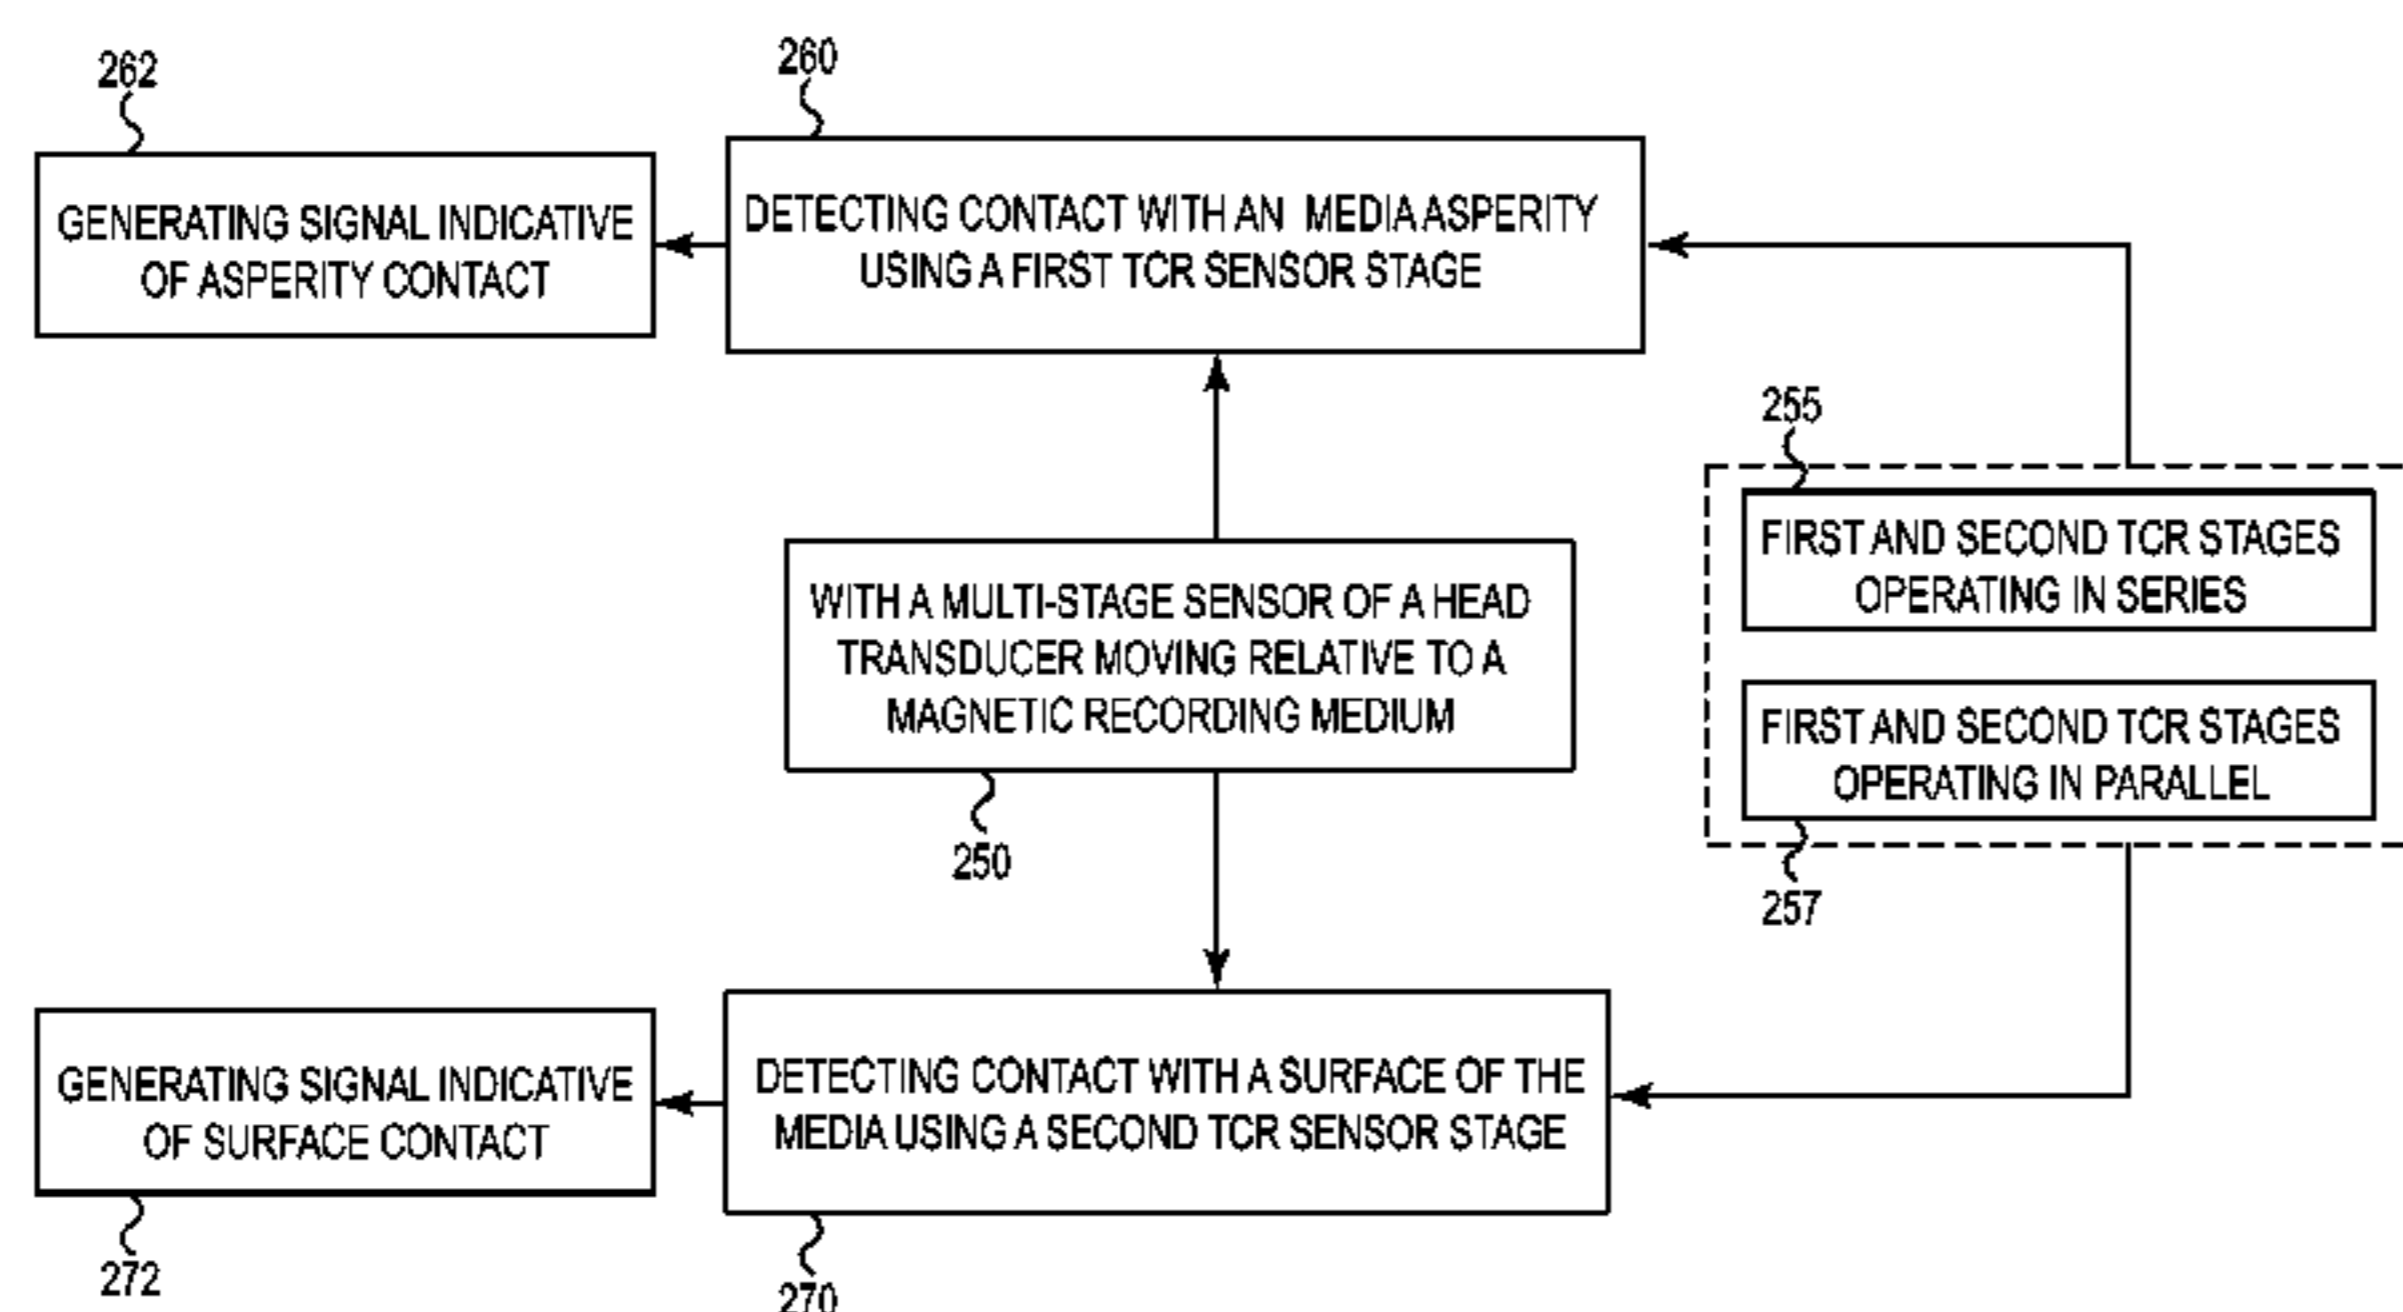 262
260
GENERATING SIGNAL INDICATIVE
OF ASPERITY CONTACT
DETECTING CONTACT WITH AN MEDIA ASPERITY
USING A FIRST TCR SENSOR STAGE
255
FIRST AND SECOND TCR STAGES
OPERATING IN SERIES
WITH A MULTI-STAGE SENSOR OF A HEAD
TRANSDUCER MOVING RELATIVE TO A
MAGNETIC RECORDING MEDIUM
FIRST AND SECOND TCR STAGES
OPERATING IN PARALLEL
250
257
GENERATING SIGNAL INDICATIVE
OF SURFACE CONTACT
DETECTING CONTACT WITH A SURFACE OF THE
MEDIA USING A SECOND TCR SENSOR STAGE
272
270